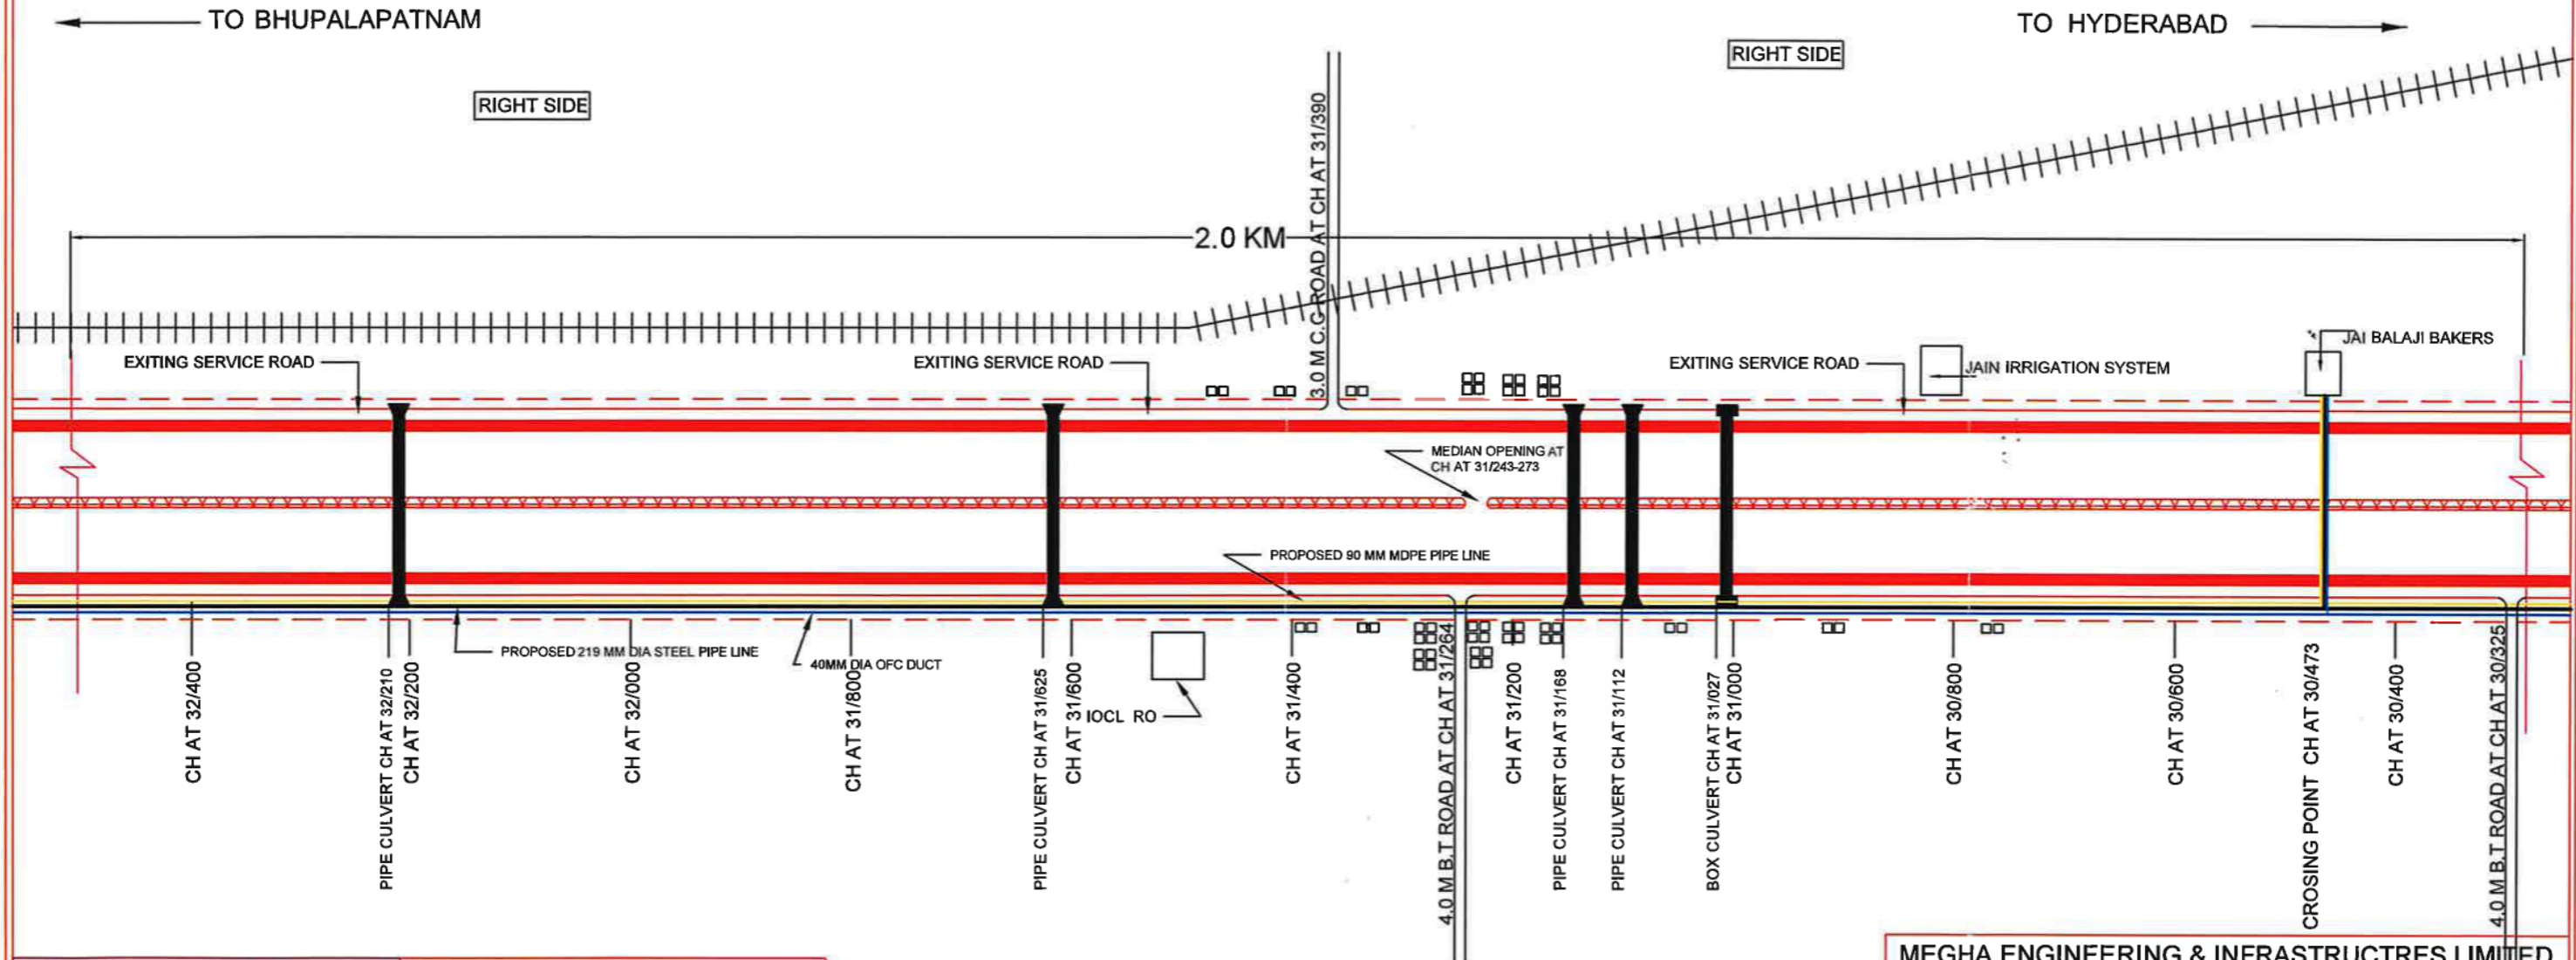 TO BHUPALAPATNAM
TO HYDERABAD
RIGHT SIDE
RIGHT SIDE
3.0 M C.C ROAD AT CH AT 31/390
2.0 KM
EXITING SERVICE ROAD
EXITING SERVICE ROAD
EXITING SERVICE ROAD
JAIN IRRIGATION SYSTEM
JAI BALAJI BAKERS
MEDIAN OPENING AT
CH AT 31/243-273
PROPOSED 90 MM MDPE PIPE LINE
PROPOSED 219 MM DIA STEEL PIPE LINE
40MM DIA OFC DUCT
IOCL RO
CH AT 32/400
PIPE CULVERT CH AT 32/210
CH AT 32/200
CH AT 32/000
CH AT 31/800
PIPE CULVERT CH AT 31/625
CH AT 31/600
CH AT 31/400
4.0 M B.T ROAD AT CH AT 31/264
CH AT 31/200
PIPE CULVERT CH AT 31/168
PIPE CULVERT CH AT 31/112
BOX CULVERT CH AT 31/027
CH AT 31/000
CH AT 30/800
CH AT 30/600
CROSING POINT CH AT 30/473
CH AT 30/400
4.0 M B.T ROAD AT CH AT 30/325
MEGHA ENGINEERING & INFRASTRUCTRES LIMITED